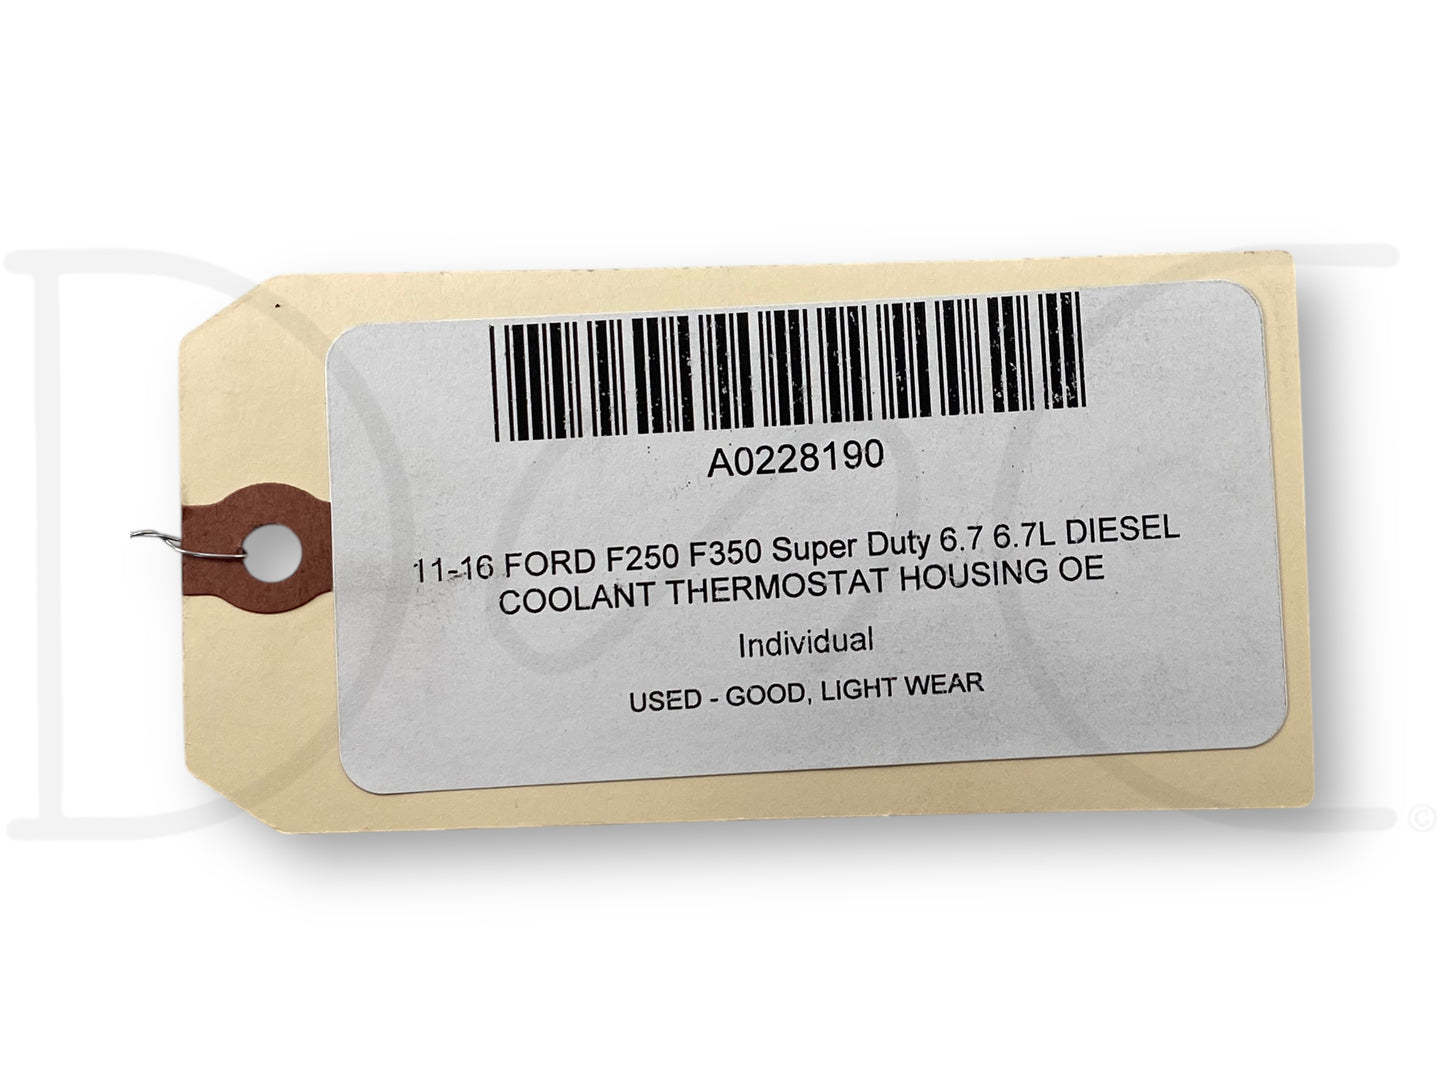 A0228190
11-16 FORD F250 F350 Super Duty 6.7 6.7L DIESEL
COOLANT THERMOSTAT HOUSING OE
Individual
USED - GOOD, LIGHT WEAR
©